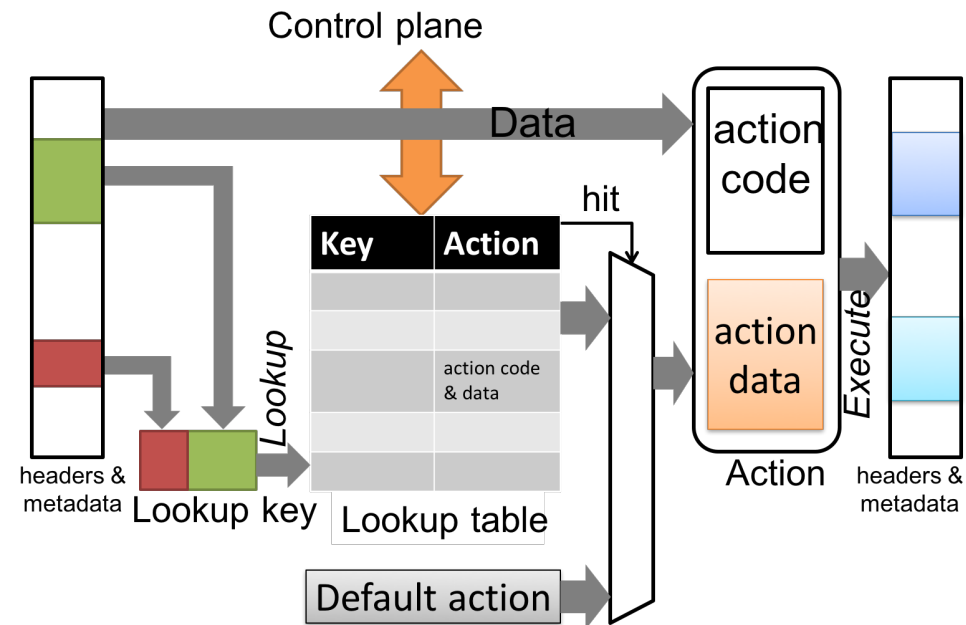 Control plane
Data
action
code
hit
Key Action
Lookup
action code
& data
action
data
Execute
headers &
metadata
Lookup key
Lookup table
Action
headers &
metadata
Default action